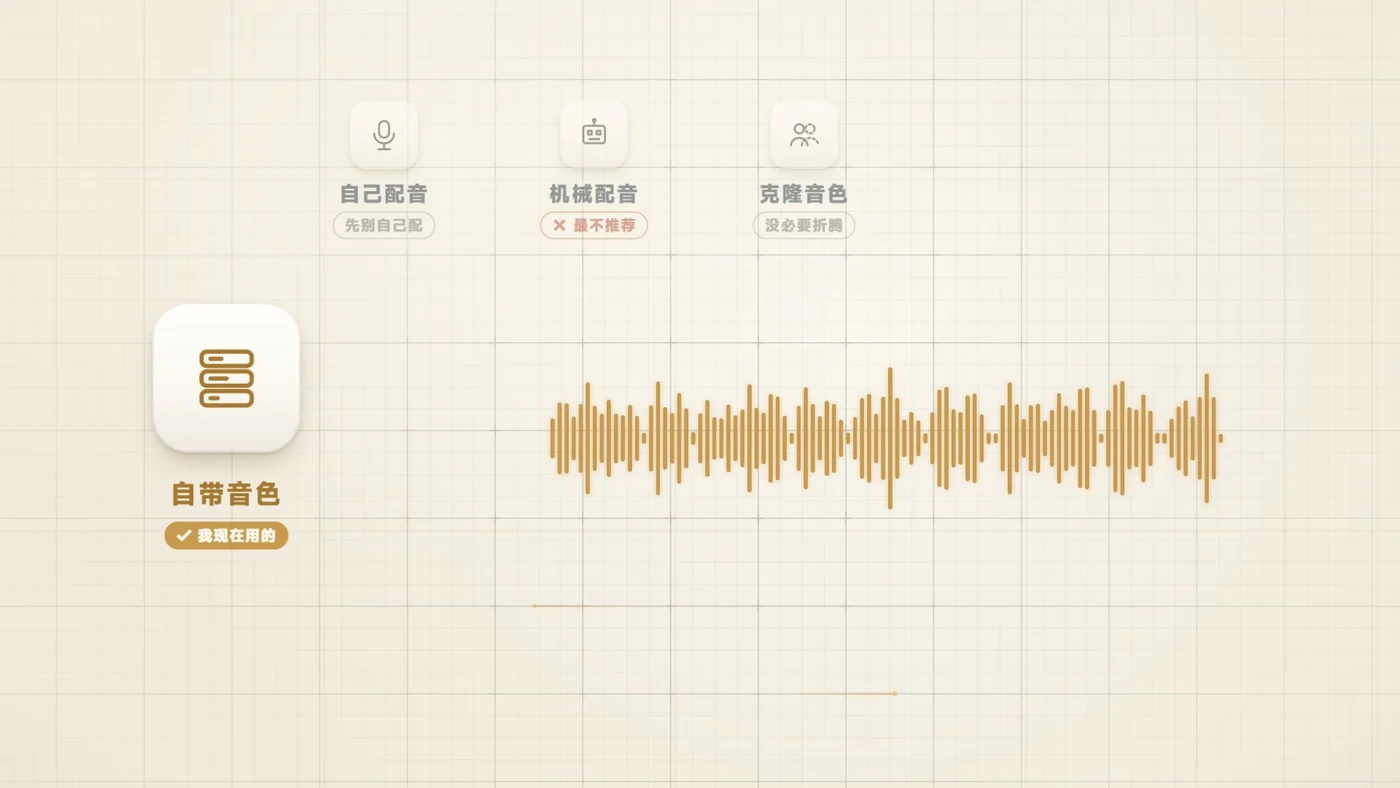 自己配音
先别自己配
机械配音
最不推荐
克隆音色
没必要折腾
自带音色
我现在用的